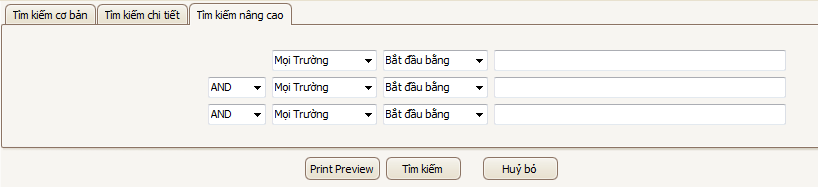 Tìm kiếm cơ bản Tìm kiếm chi tiết Tìm kiếm nâng cao
Mọi Trường Bắt đầu bằng
AND Mọi Trường Bắt đầu bằng
AND Mọi Trường Bắt đầu bằng
Print Preview Tìm kiếm Huỷ bỏ